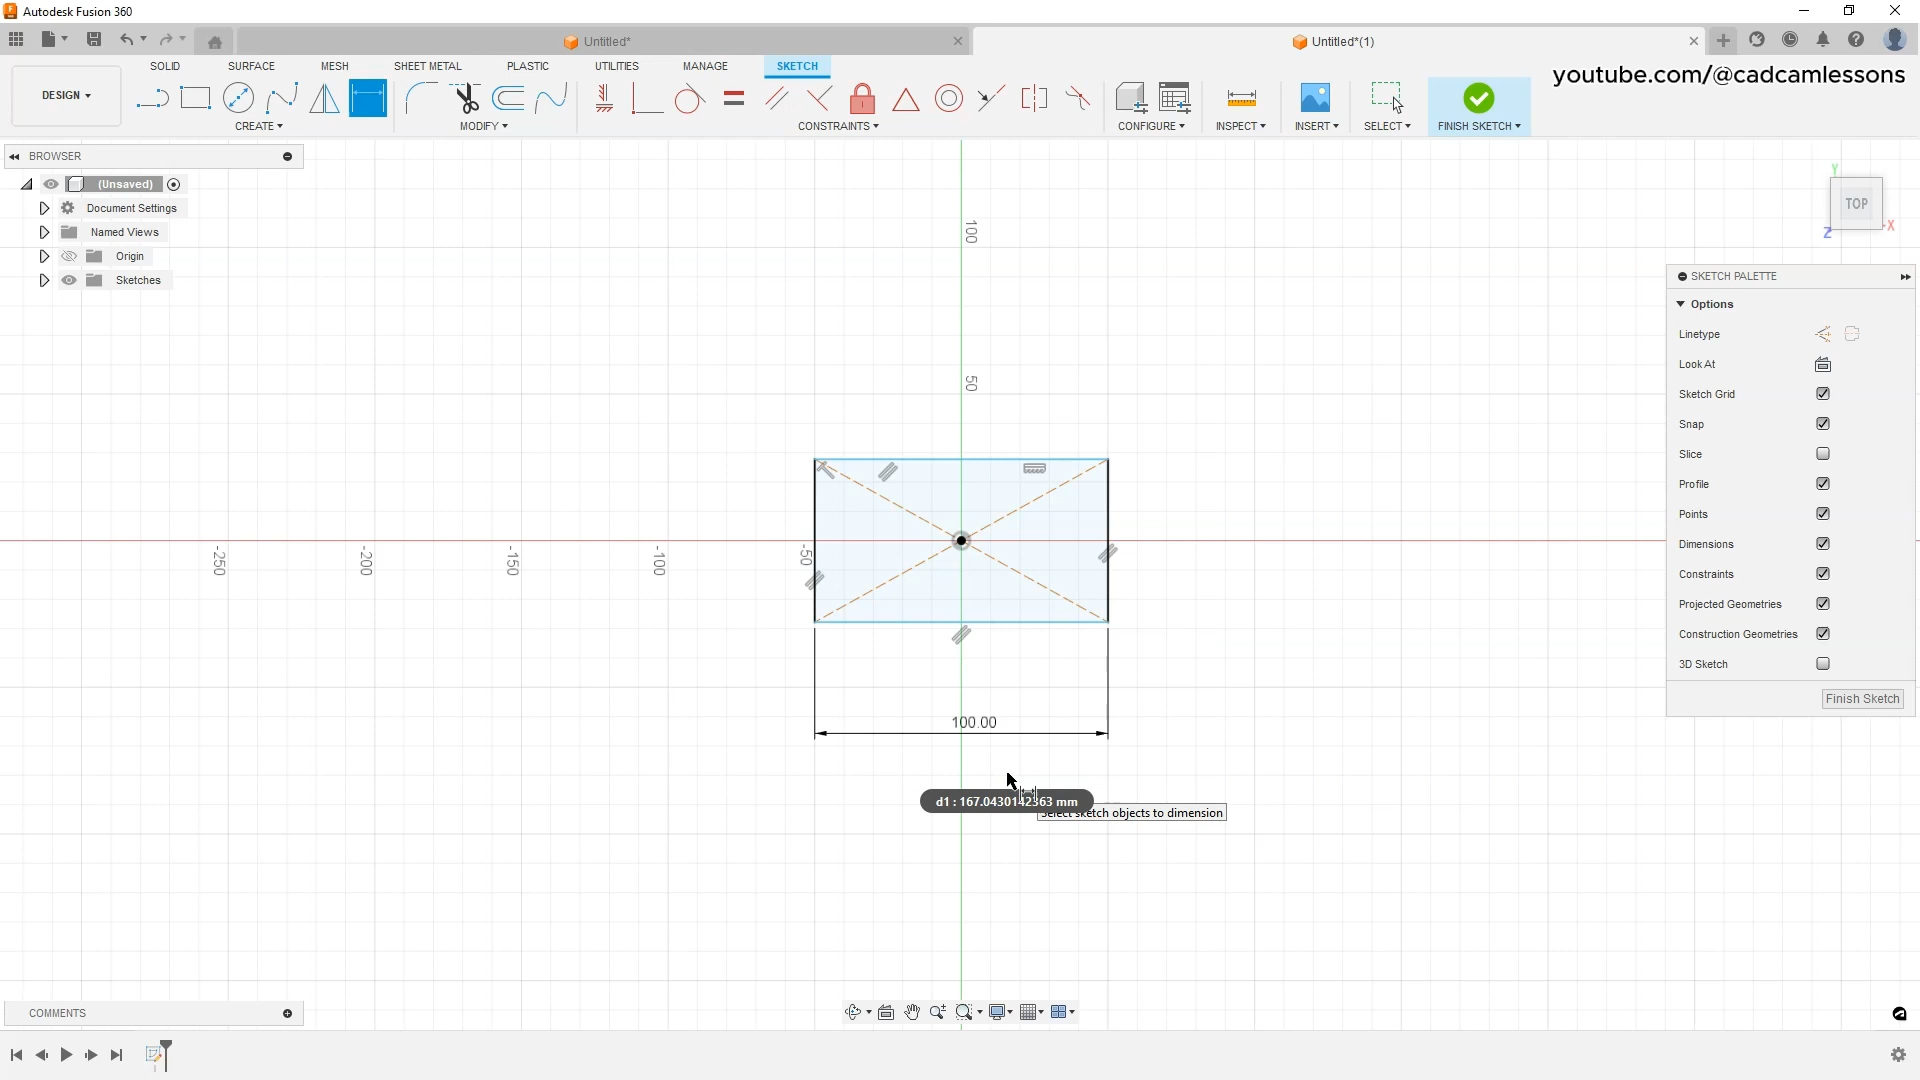 Autodesk Fusion 360
Untitled*
Untitled*(1)
SOLID SURFACE MESH SHEET METAL PLASTIC UTILITIES MANAGE SKETCH
youtube.com/@cadcamlessons
DESIGN
CREATE MODIFY CONSTRAINTS CONFIGURE INSPECT INSERT SELECT FINISH SKETCH
BROWSER
(Unsaved)
Document Settings
Named Views
Origin
Sketches
Y
TOP
X
Z
SKETCH PALETTE
Options
Linetype
Look At
Sketch Grid
Snap
Slice
Profile
Points
Dimensions
Constraints
Projected Geometries
Construction Geometries
3D Sketch
Finish Sketch
100
50
-250 -200 -150 -100 -50
100.00
d1 : 167.0430142363 mm
Select sketch objects to dimension
COMMENTS